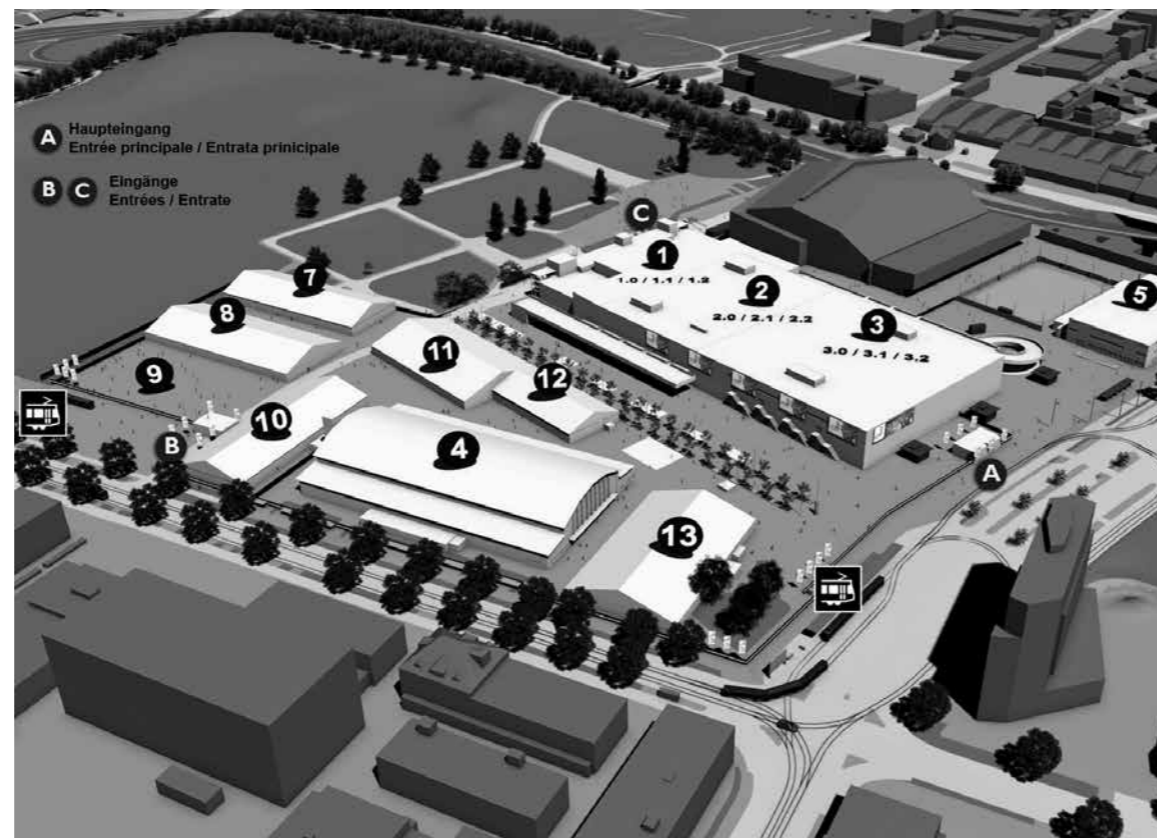 A Haupteingang
Entrée principale / Entrata prinicipale
B C Eingänge
Entrées / Entrate
C
1
1.0 / 1.1 / 1.2
2
2.0 / 2.1 / 2.2
3
3.0 / 3.1 / 3.2
5
7
8
11
9
12
10
4
B
A
13